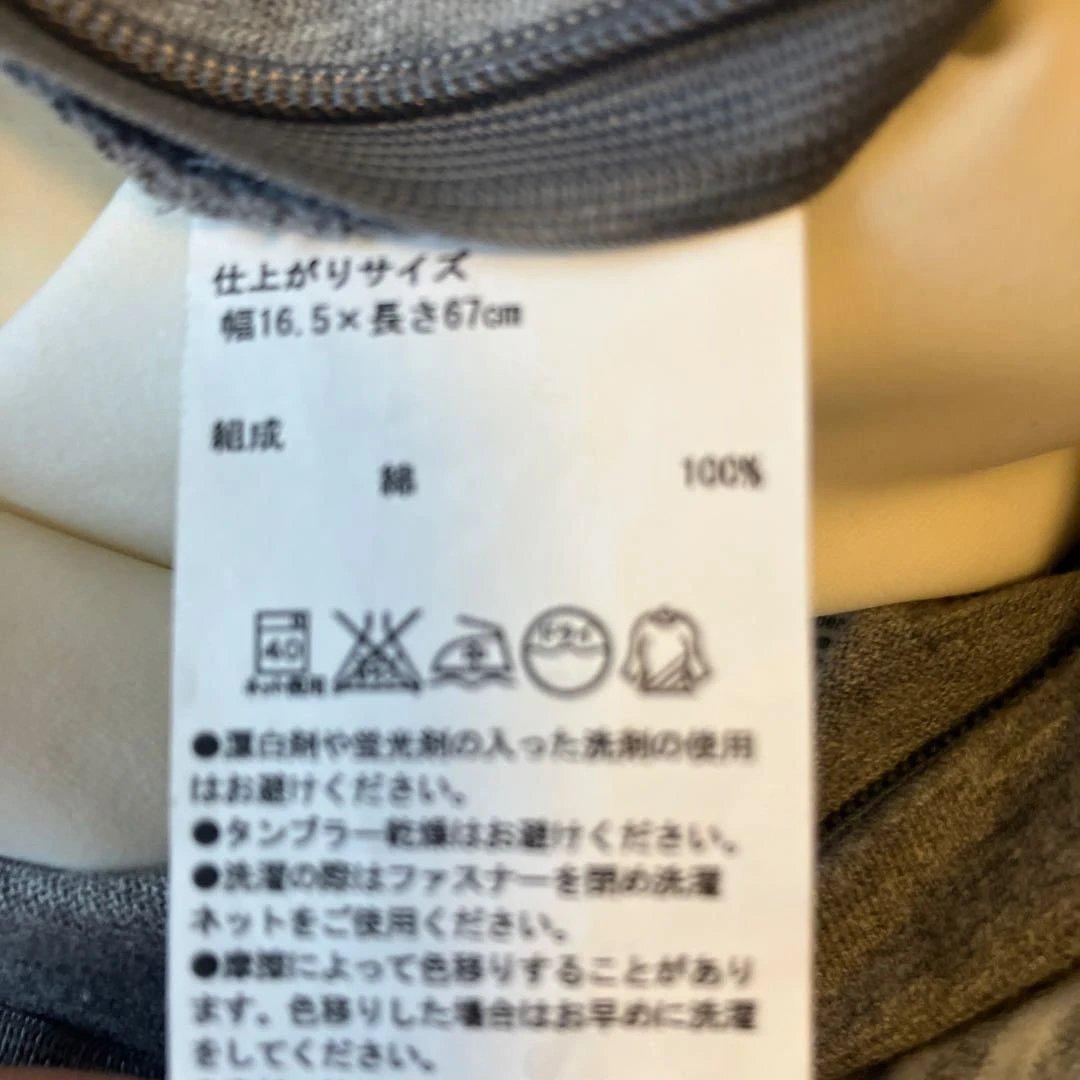 仕上がりサイズ
幅16.5×長さ67cm
組成
綿 100%
40
ネット使用
ドライ
●漂白剤や蛍光剤の入った洗剤の使用
はお避けください。
●タンブラー乾燥はお避けください。
●洗濯の際はファスナーを閉め洗濯
ネットをご使用ください。
●摩擦によって色移りすることがあり
ます。色移りした場合はお早めに洗濯
をしてください。